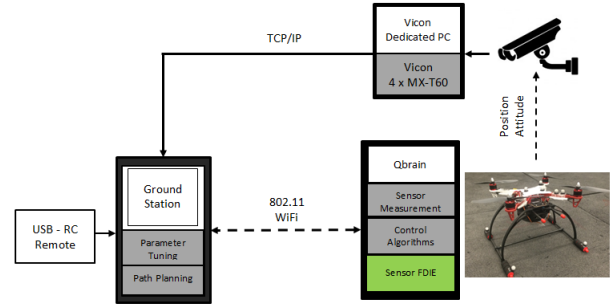 Vicon
Dedicated PC
Vicon
4 x MX-T60
TCP/IP
Position
Attitude
Ground
Station
Parameter
Tuning
Path Planning
USB - RC
Remote
802.11
WiFi
Qbrain
Sensor
Measurement
Control
Algorithms
Sensor FDIE